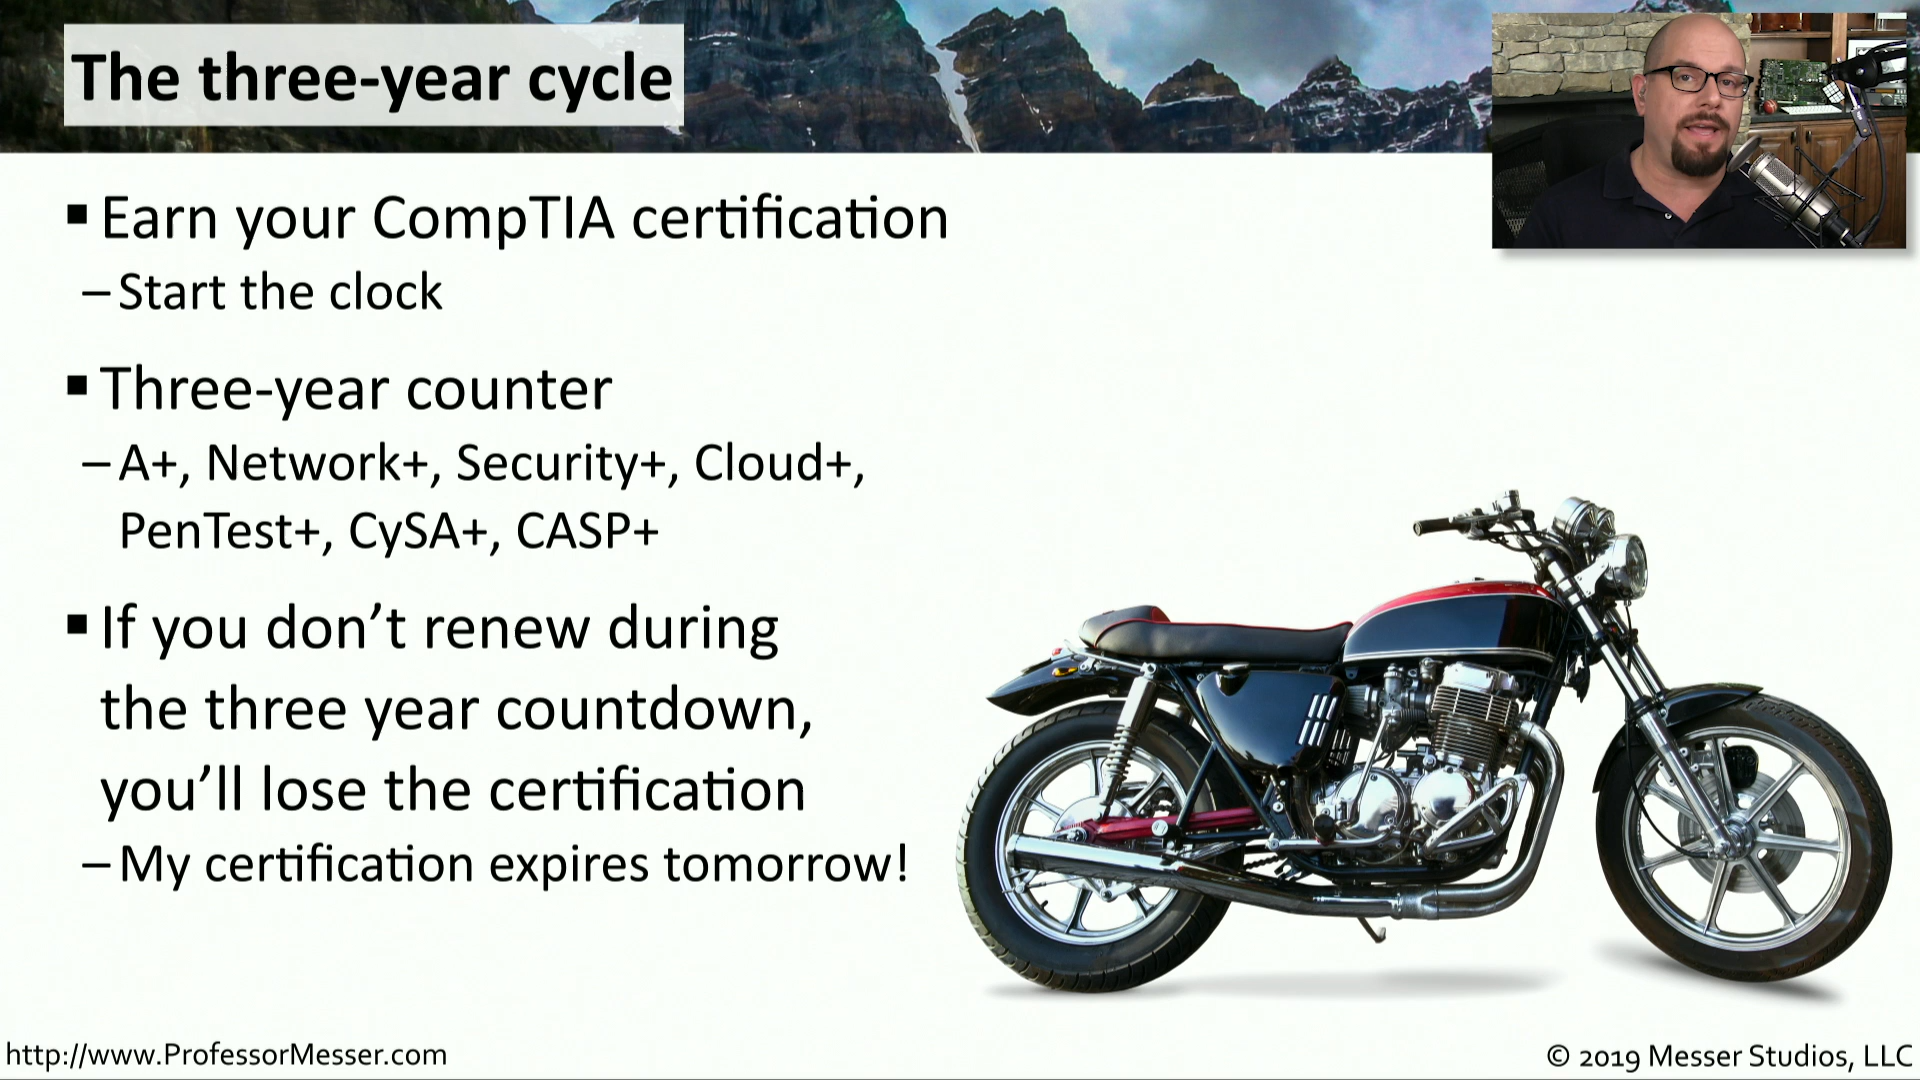 The three-year cycle
Earn your CompTIA certification
– Start the clock
Three-year counter
– A+, Network+, Security+, Cloud+,
PenTest+, CySA+, CASP+
If you don’t renew during
the three year countdown,
you’ll lose the certification
– My certification expires tomorrow!
http://www.ProfessorMesser.com
© 2019 Messer Studios, LLC